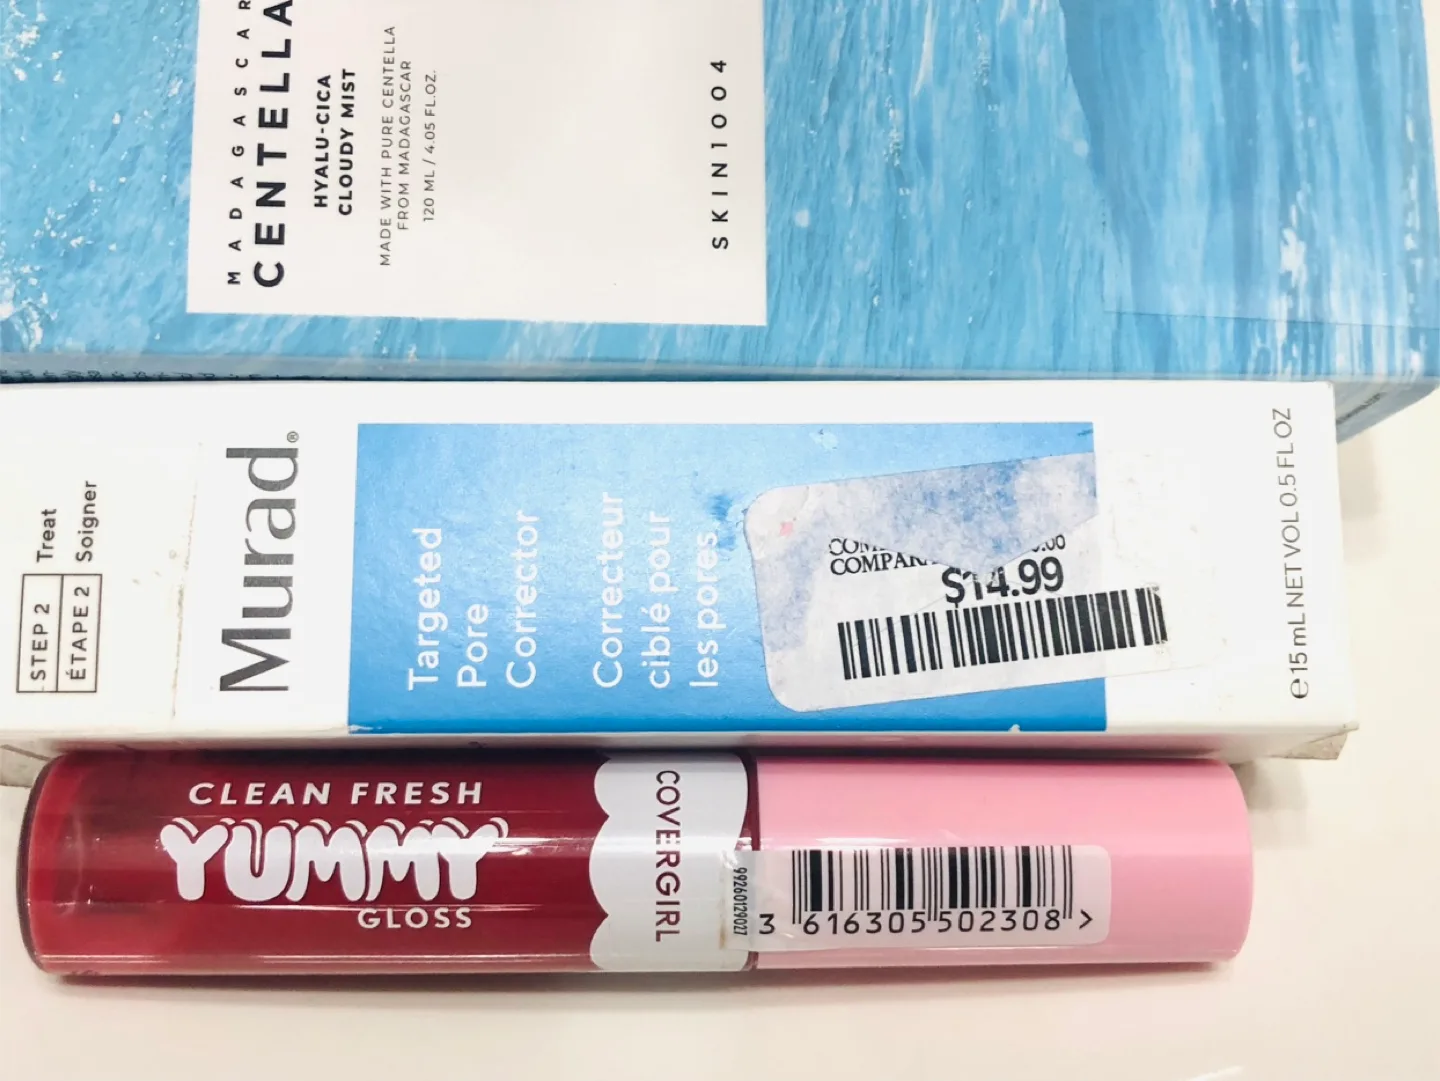 MADAGASCAR
CENTELLA
HYALU-CICA
CLOUDY MIST
MADE WITH PURE CENTELLA
FROM MADAGASCAR
120 ML / 4.05 FL.OZ.
SKIN1004
STEP 2 Treat
ÉTAPE 2 Soigner
Murad®
Targeted
Pore
Corrector
Correcteur
ciblé pour
les pores
$14.99
℮15 mL NET VOL 0.5 FL OZ
CLEAN FRESH
YUMMY
GLOSS
COVERGIRL
99260129027
3 616305 502308 >